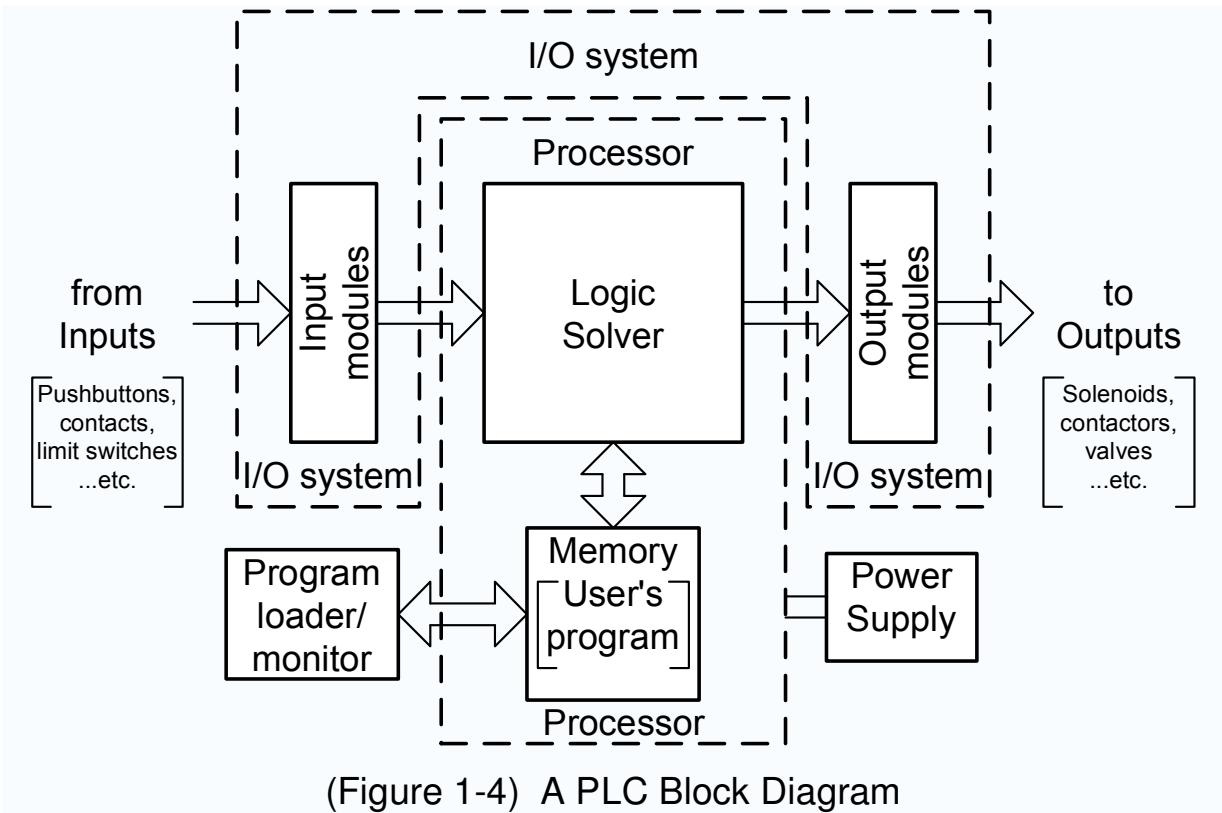 I/O system
Processor
from
Inputs
Pushbuttons,
contacts,
limit switches
...etc.
Input
modules
Logic
Solver
Output
modules
to
Outputs
Solenoids,
contactors,
valves
...etc.
I/O system
I/O system
Program
loader/
monitor
Memory
User's
program
Processor
Power
Supply
(Figure 1-4) A PLC Block Diagram